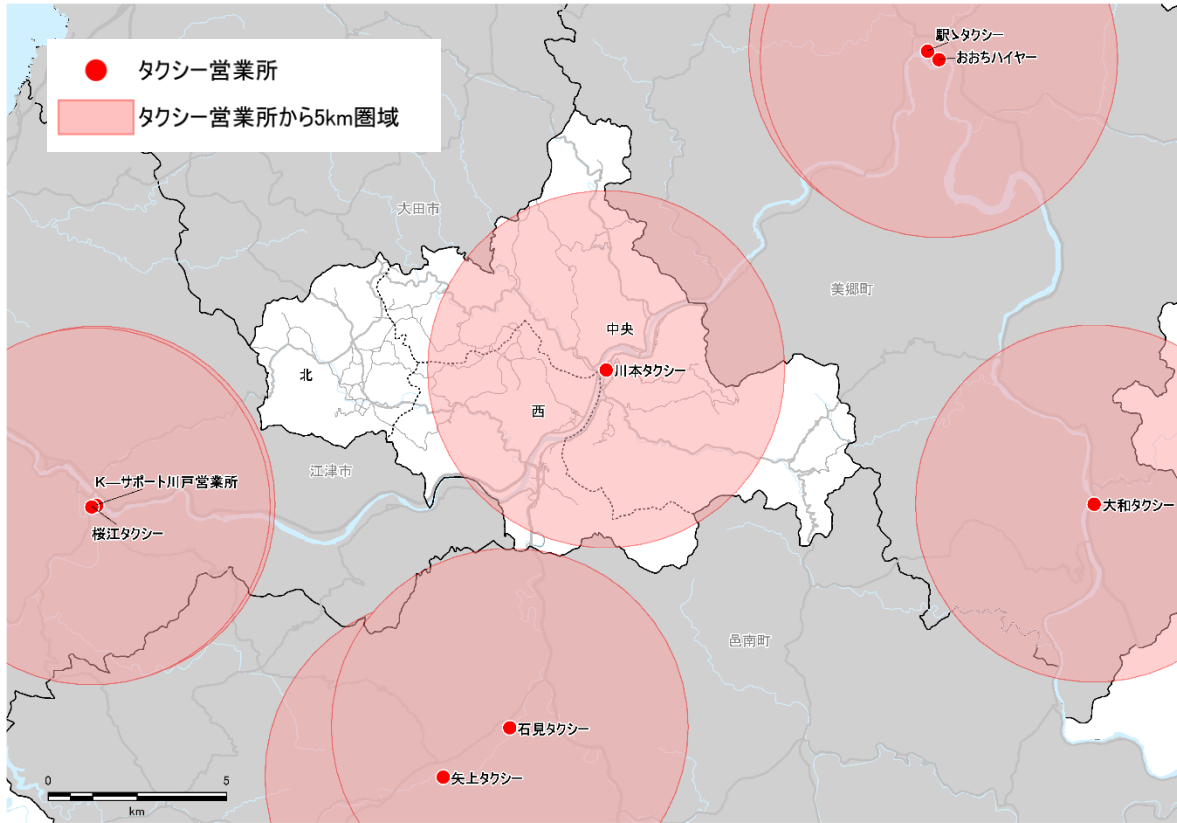 タクシー営業所
タクシー営業所から5km圏域
駅ゝタクシー
おおちハイヤー
大田市
美郷町
中央
川本タクシー
北
西
江津市
K―サポート川戸営業所
桜江タクシー
大和タクシー
邑南町
石見タクシー
矢上タクシー
0
5
km